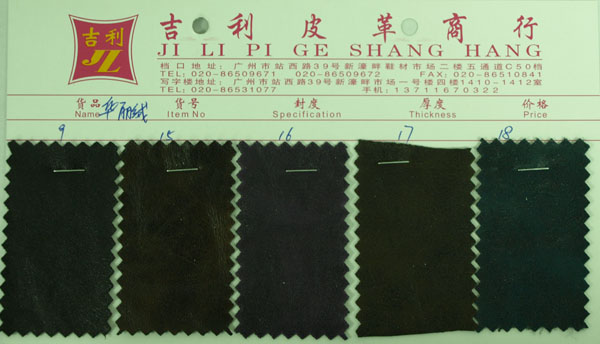 吉利皮革商行
吉利
JL
JI LI PI GE SHANG HANG
档口地址：广州市站西路39号新濠畔鞋材市场二楼五通道C50档
TEL: 020-86509671 020-86509672 FAX: 020-86510841
写字楼地址：广州市站西路39号新濠畔市场一号楼四楼1410-1412室
TEL: 020-86531077 手机: 13711670322
货品 华丽绒 货号 封度 厚度 价格
Name Item No Specification Thickness Price
9 15 16 17 18